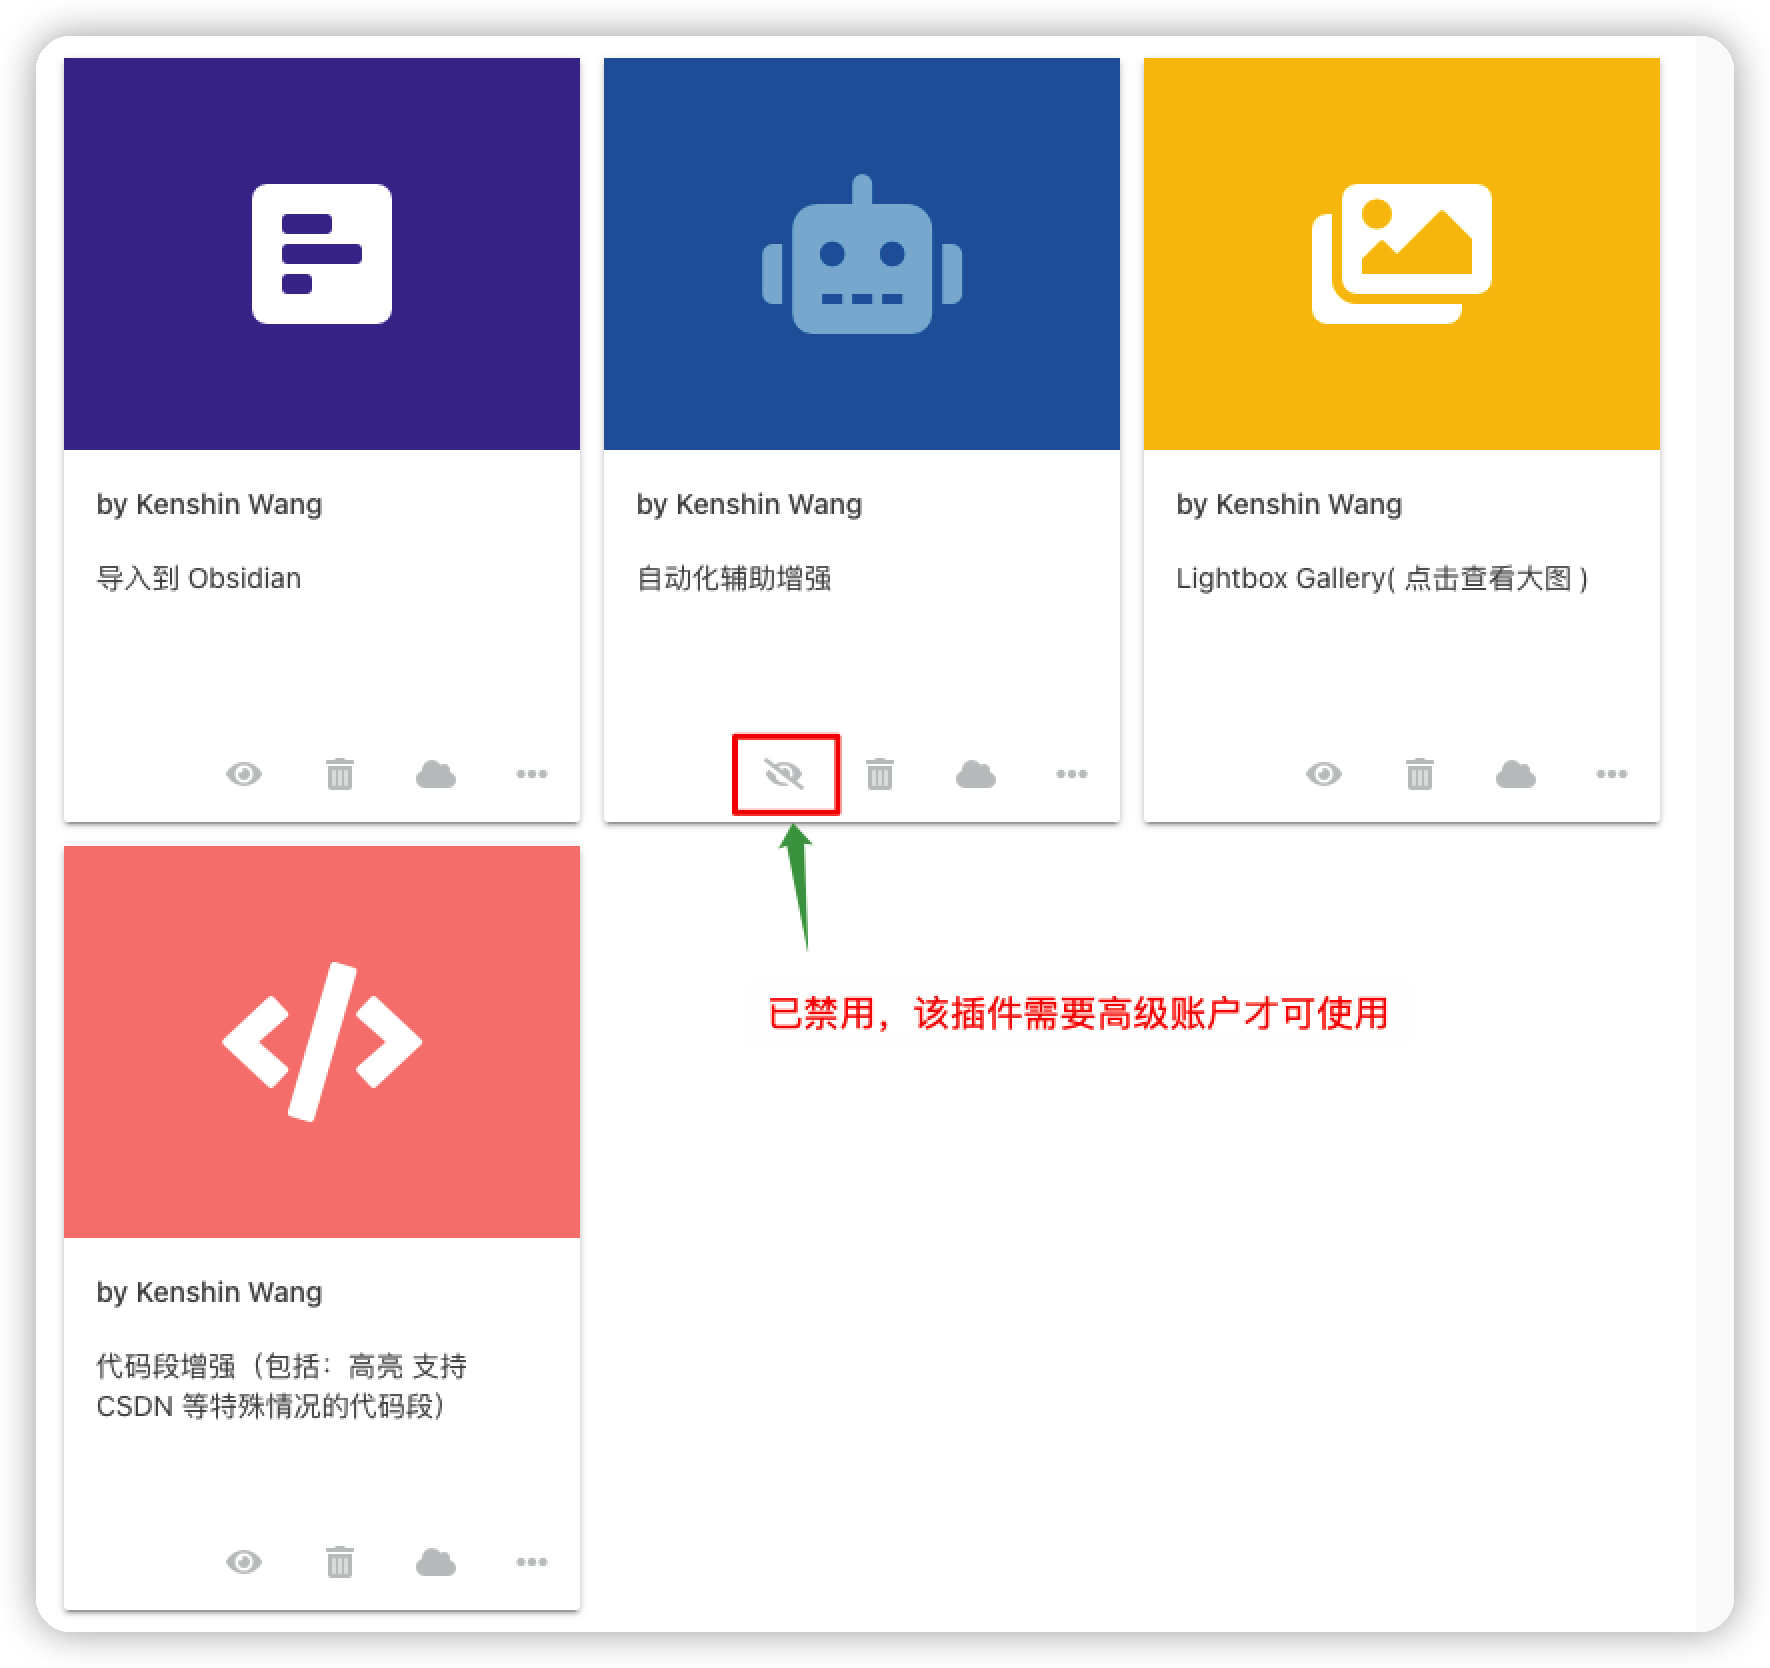 by Kenshin Wang
导入到 Obsidian
by Kenshin Wang
自动化辅助增强
by Kenshin Wang
Lightbox Gallery( 点击查看大图 )
已禁用，该插件需要高级账户才可使用
by Kenshin Wang
代码段增强（包括：高亮 支持
CSDN 等特殊情况的代码段）